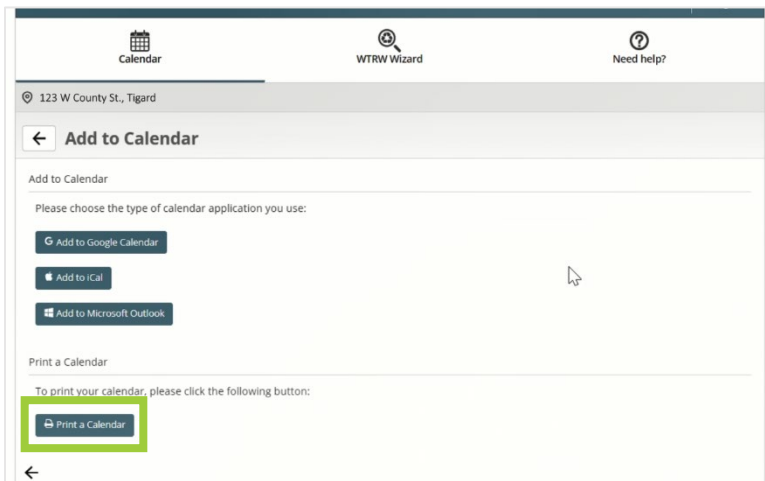 Calendar
WTRW Wizard
Need help?
123 W County St., Tigard
Add to Calendar
Add to Calendar
Please choose the type of calendar application you use:
Add to Google Calendar
Add to iCal
Add to Microsoft Outlook
Print a Calendar
To print your calendar, please click the following button:
Print a Calendar